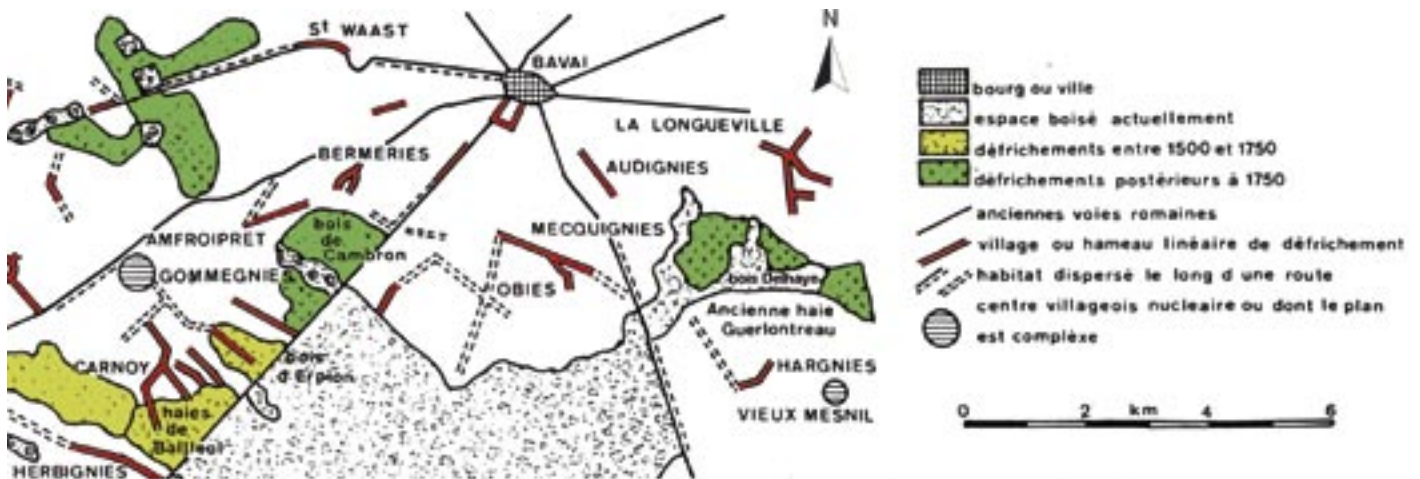 N
St WAAST
BAVAI
LA LONGUEVILLE
BERMERIES
AUDIGNIES
MECQUIGNIES
AMFROIPRET
bois
de
Cambron
GOMMEGNIES
OBIES
bois Delhaye
Ancienne haie
Guerlontreau
CARNOY
bois
d'Erpion
HARGNIES
haies
de
Bailleol
VIEUX MESNIL
HERBIGNIES
bourg ou ville
espace boisé actuellement
défrichements entre 1500 et 1750
défrichements postérieurs à 1750
anciennes voies romaines
village ou hameau linéaire de défrichement
habitat dispersé le long d une route
centre villageois nucleaire ou dont le plan
est complèxe
0 2 km 4 6